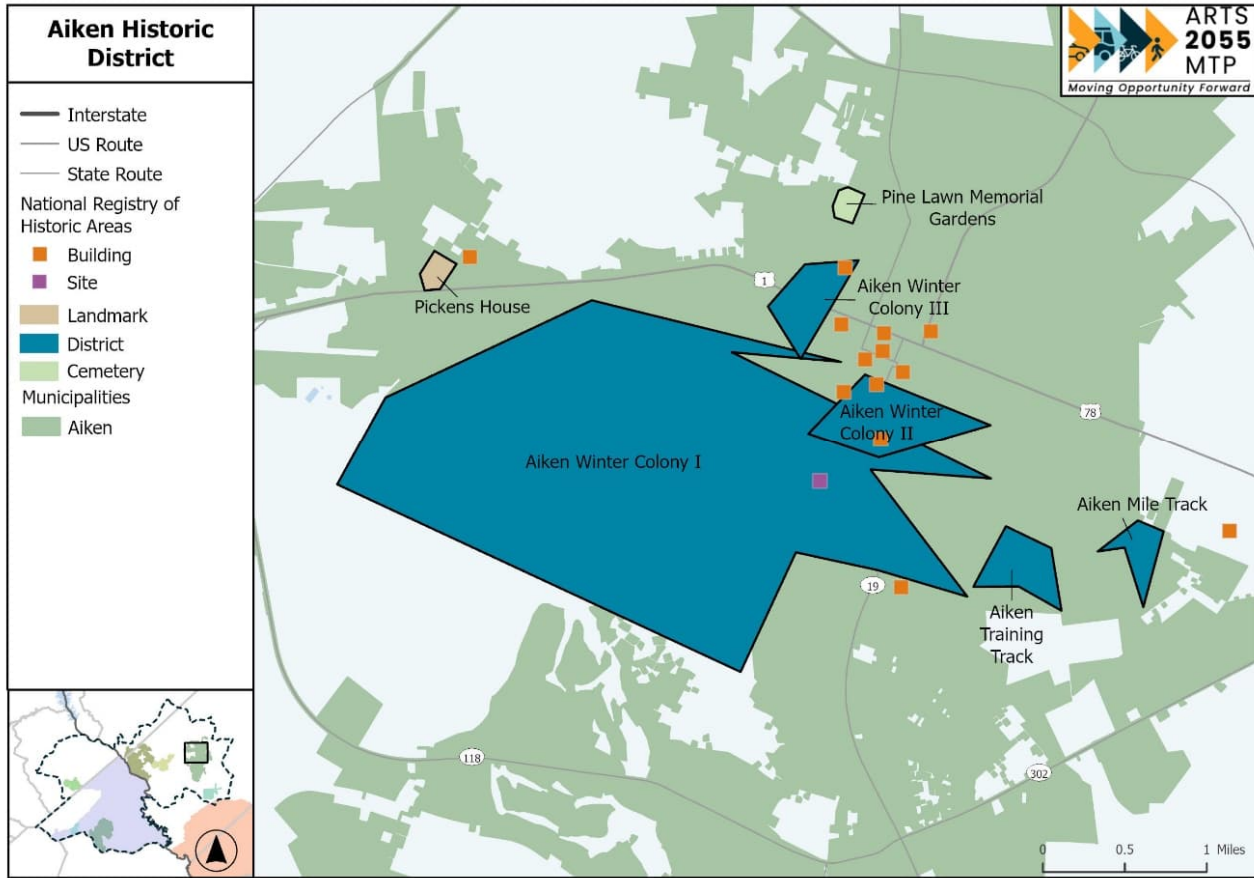 Aiken Historic
District
Interstate
US Route
State Route
National Registry of
Historic Areas
Building
Site
Landmark
District
Cemetery
Municipalities
Aiken
ARTS
2055
MTP
Moving Opportunity Forward
Pine Lawn Memorial
Gardens
Pickens House
1
Aiken Winter
Colony III
Aiken Winter
Colony II
78
Aiken Winter Colony I
Aiken Mile Track
19
Aiken
Training
Track
118
302
0 0.5 1 Miles